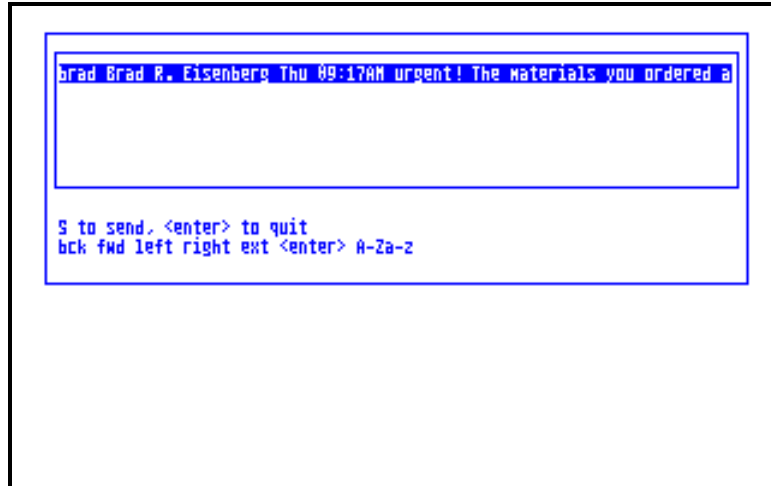 brad Brad R. Eisenberg Thu 09:17AM urgent! The materials you ordered a
S to send, <enter> to quit
bck fwd left right ext <enter> A-Za-z